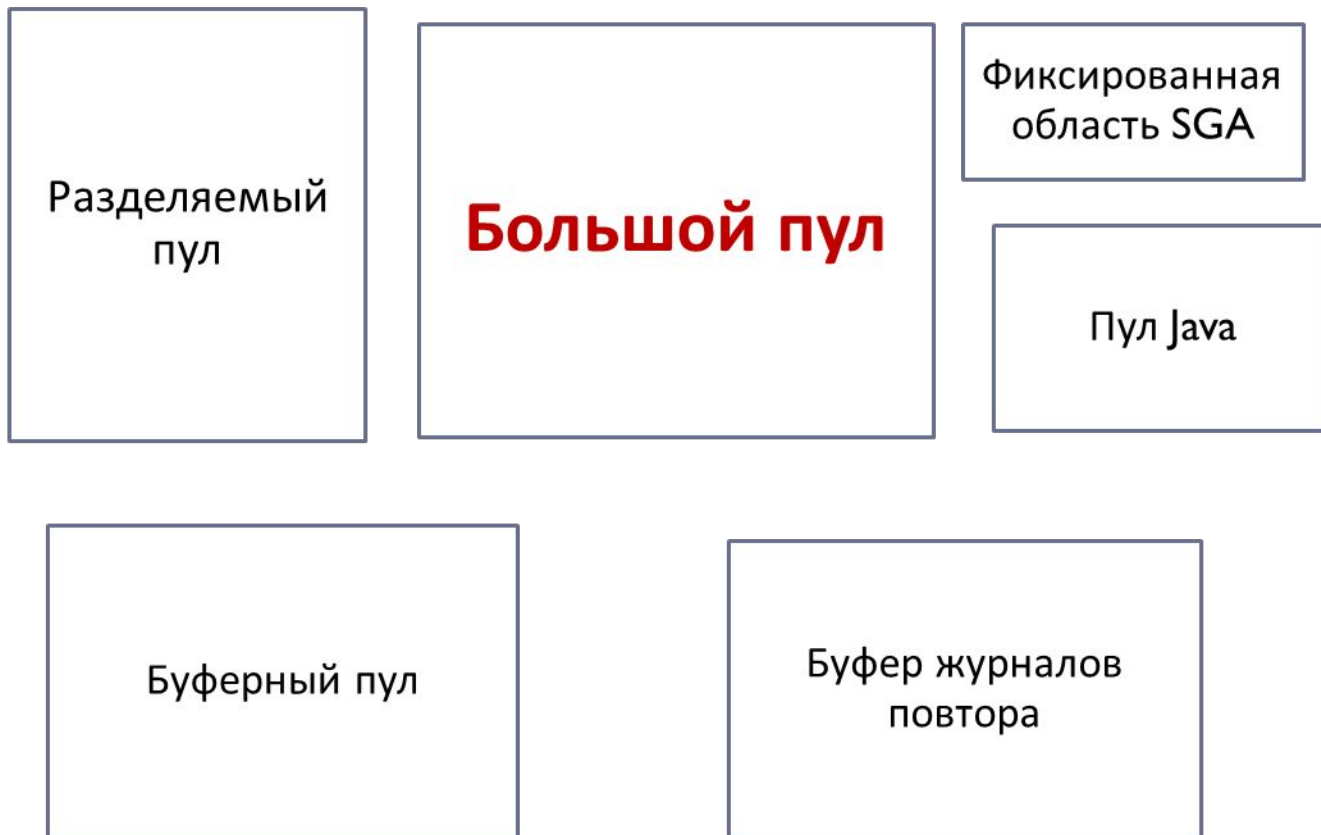 Разделяемый
пул
Большой пул
Фиксированная
область SGA
Пул Java
Буферный пул
Буфер журналов
повтора